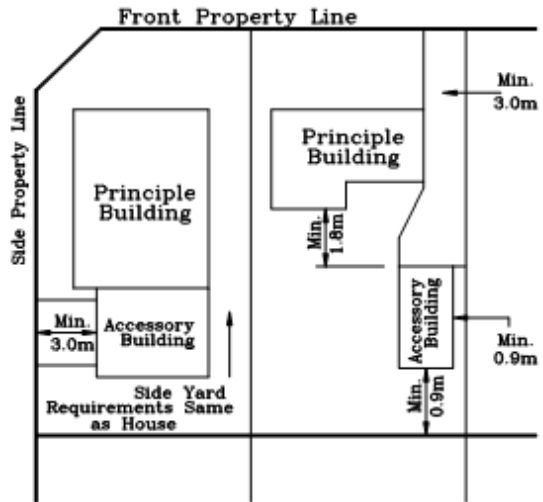 Front Property Line
Side Property Line
Principle
Building
Min.
3.0m
Accessory
Building
Side Yard
Requirements Same
as House
Principle
Building
Min.
3.0m
Min.
1.8m
Accessory
Building
Min.
0.9m
Min.
0.9m